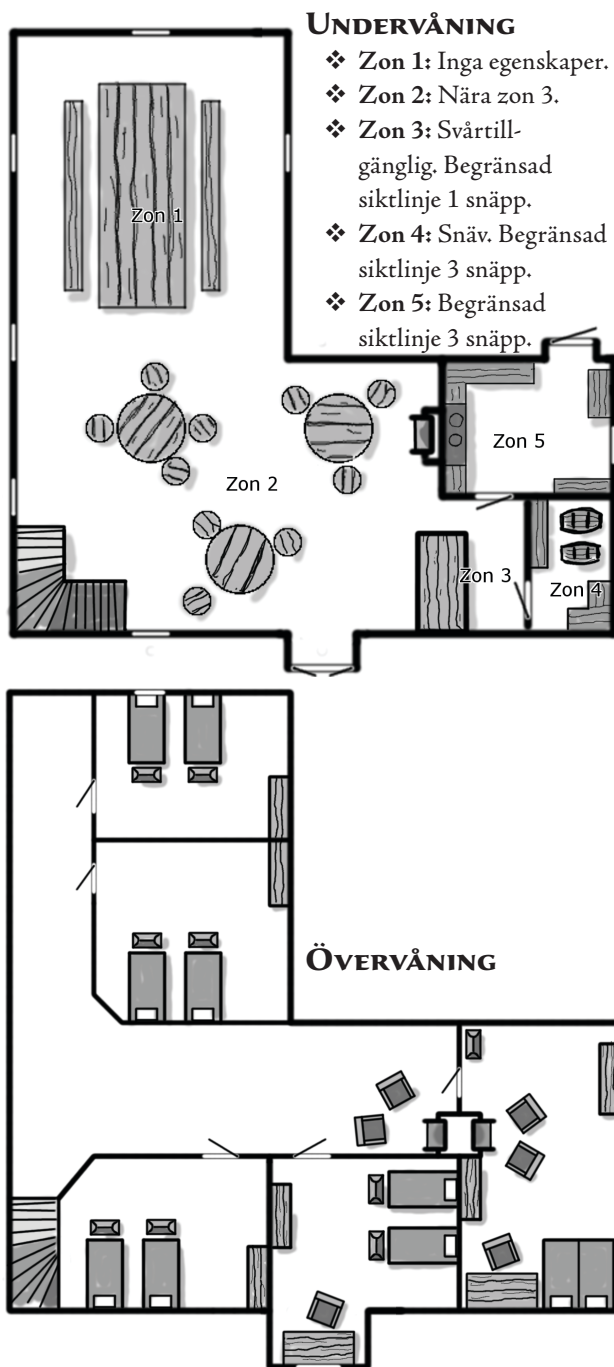 UNDERVÅNING
❖ Zon 1: Inga egenskaper.
❖ Zon 2: Nära zon 3.
❖ Zon 3: Svårtill-
gänglig. Begränsad
siktlinje 1 snäpp.
❖ Zon 4: Snäv. Begränsad
siktlinje 3 snäpp.
❖ Zon 5: Begränsad
siktlinje 3 snäpp.
Zon 1
Zon 5
Zon 2
Zon 3
Zon 4
ÖVERVÅNING